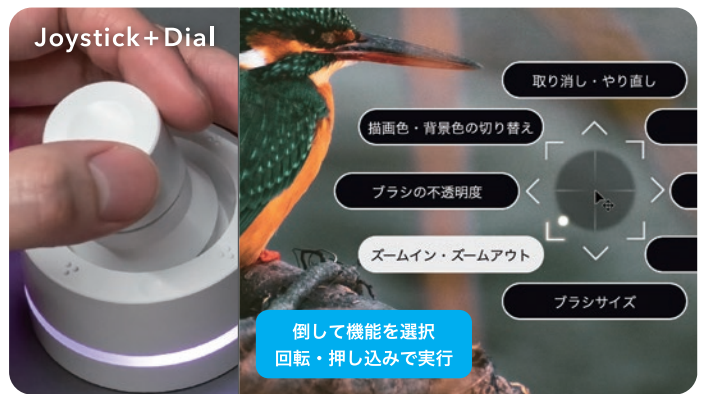 Joystick+Dial
取り消し・やり直し
描画色・背景色の切り替え
ブラシの不透明度
ズームイン・ズームアウト
ブラシサイズ
倒して機能を選択
回転・押し込みで実行